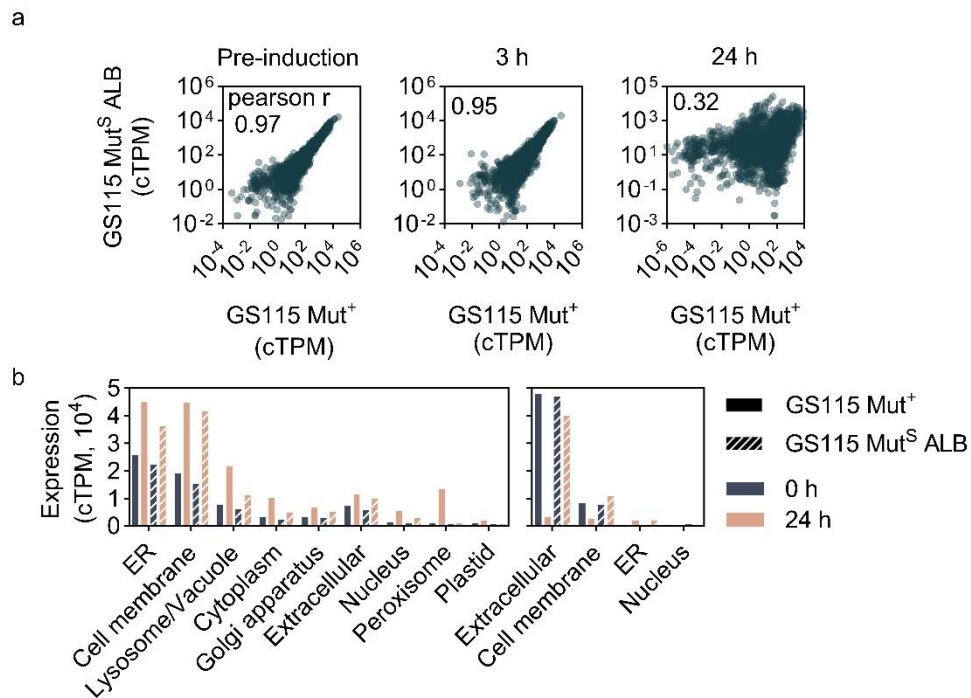 a
Pre-induction
3 h
24 h
GS115 Mut^S ALB
(cTPM)
10^6
10^4
10^2
10^0
10^-2
pearson r
0.97
10^-4
10^-2
10^0
10^2
10^4
10^6
GS115 Mut^+
(cTPM)
10^6
10^4
10^2
10^0
10^-2
0.95
10^-4
10^-2
10^0
10^2
10^4
10^6
GS115 Mut^+
(cTPM)
10^5
10^3
10^1
10^-1
10^-3
0.32
10^-6
10^-4
10^-2
10^0
10^2
10^4
GS115 Mut^+
(cTPM)
b
Expression
(cTPM, 10^4)
5
4
3
2
1
0
ER
Cell membrane
Lysosome/Vacuole
Cytoplasm
Golgi apparatus
Extracellular
Nucleus
Peroxisome
Plastid
Extracellular
Cell membrane
ER
Nucleus
GS115 Mut^+
GS115 Mut^S ALB
0 h
24 h